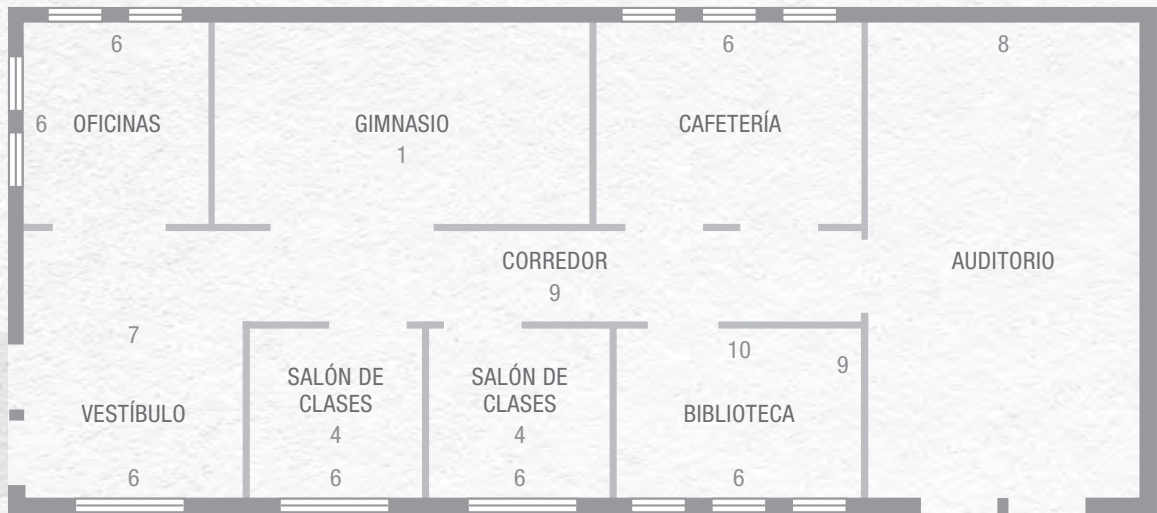 6
6
8
6
OFICINAS
GIMNASIO
1
CAFETERÍA
CORREDOR
9
AUDITORIO
7
VESTÍBULO
6
SALÓN DE
CLASES
4
6
SALÓN DE
CLASES
4
6
10
9
BIBLIOTECA
6